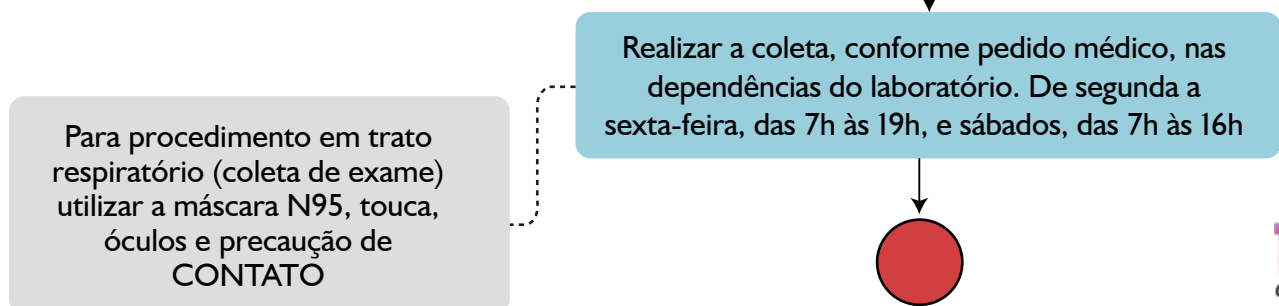 Realizar a coleta, conforme pedido médico, nas
dependências do laboratório. De segunda a
sexta-feira, das 7h às 19h, e sábados, das 7h às 16h
Para procedimento em trato
respiratório (coleta de exame)
utilizar a máscara N95, touca,
óculos e precaução de
CONTATO